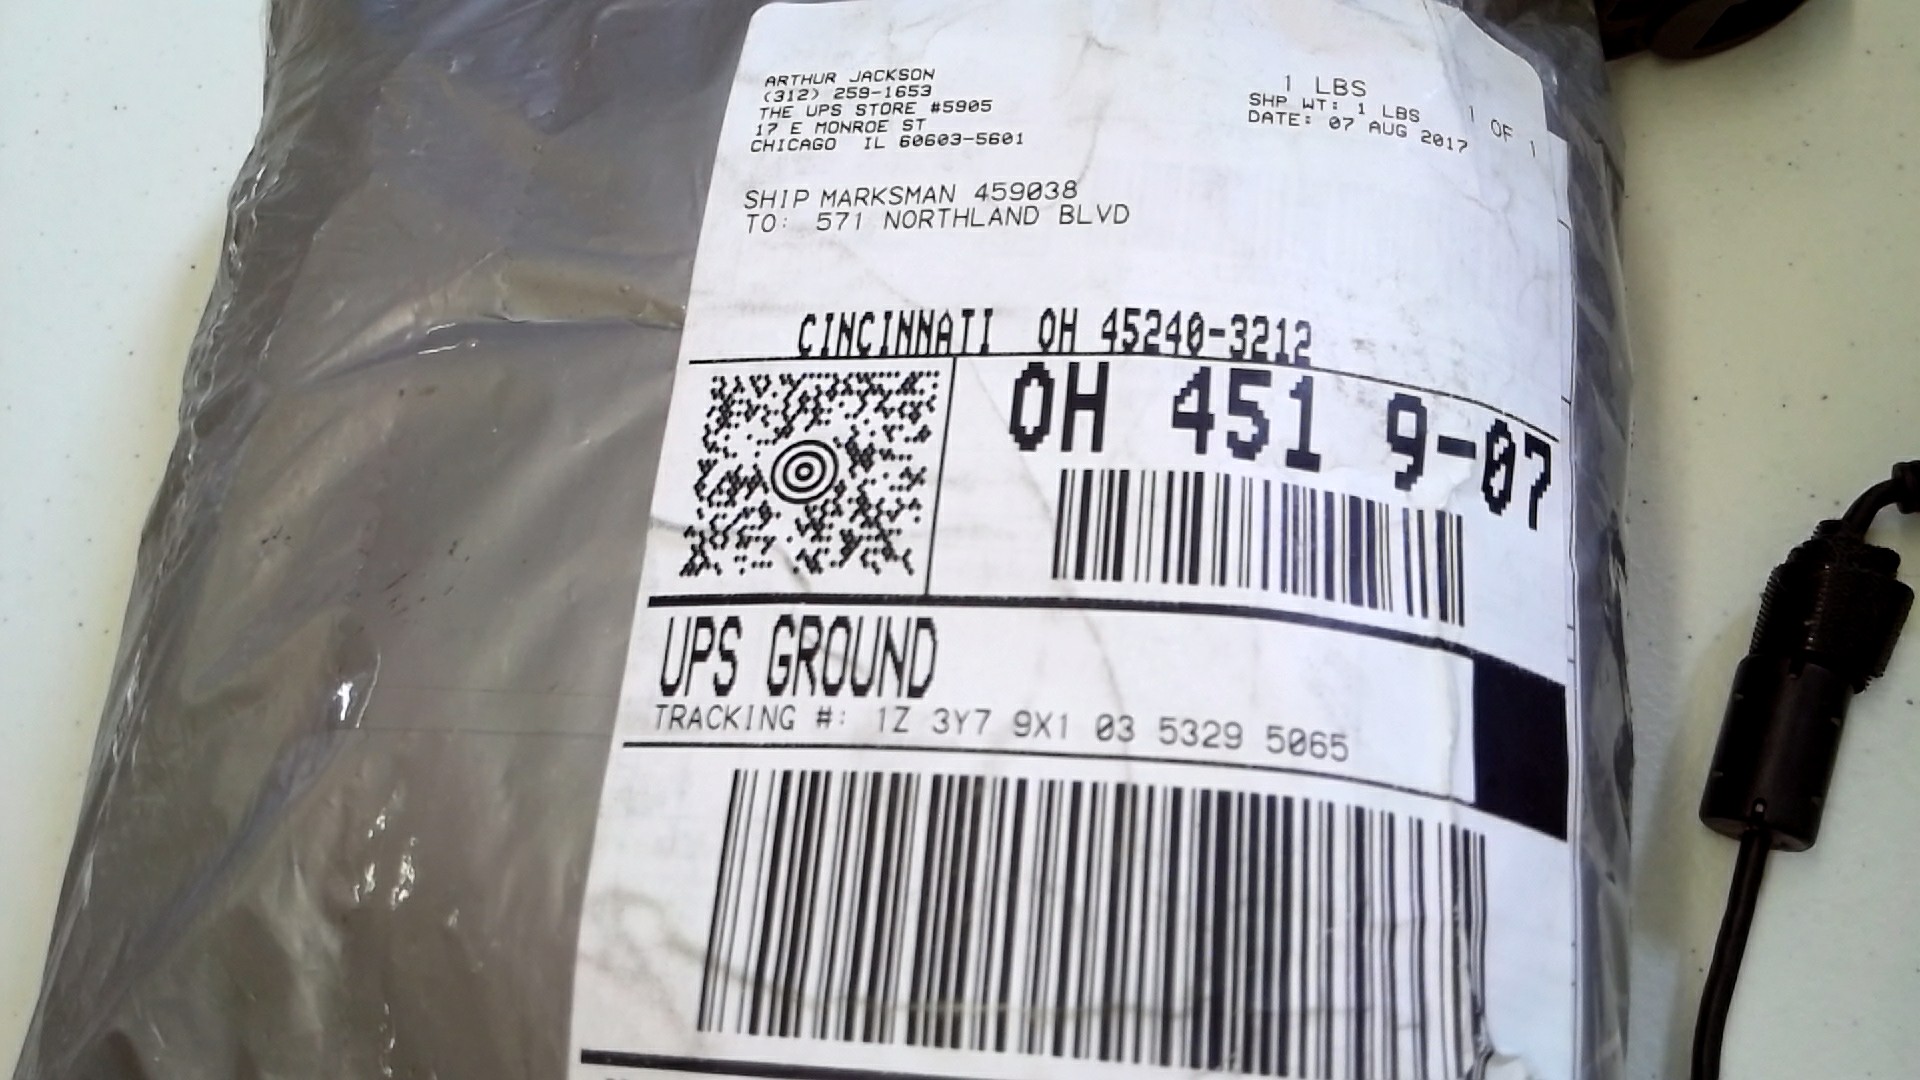 ARTHUR JACKSON
(312) 259-1653
THE UPS STORE #5905
17 E MONROE ST
CHICAGO IL 60603-5601
1 LBS
SHP WT: 1 LBS
DATE: 07 AUG 2017
1 OF 1
SHIP MARKSMAN 459038
TO: 571 NORTHLAND BLVD
CINCINNATI OH 45240-3212
OH 451 9-07
UPS GROUND
TRACKING #: 1Z 3Y7 9X1 03 5329 5065